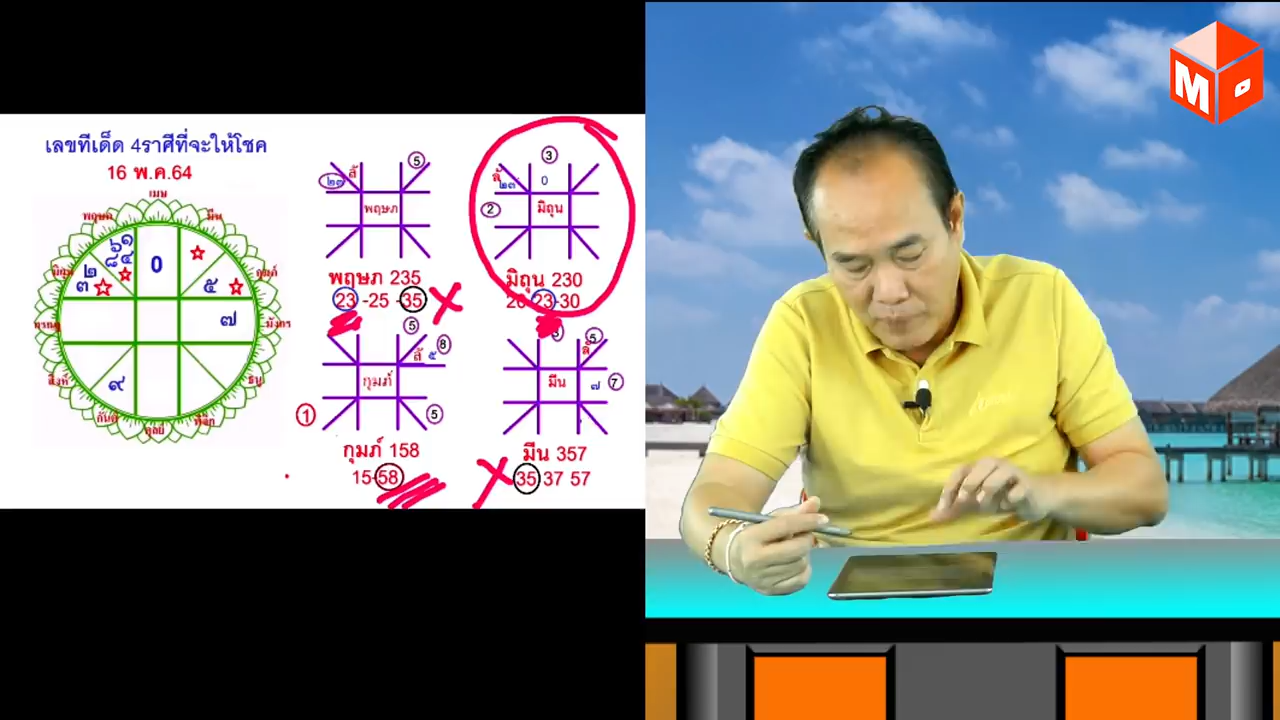 เลขทีเด็ด 4ราศีที่จะให้โชค
16 พ.ค.64
เมษ
พฤษภ
มีน
มิถุน
กุมภ์
กรกฎ
มังกร
สิงห์
ธนู
กันย์
ตุลย์
พิจิก
0
๒
๓
๕
๗
๙
5
ลั
๒๓
พฤษภ
พฤษภ 235
23 -25 -35
3
ลั
๒๓
0
2
มิถุน
มิถุน 230
20-23-30
5
8
ลั ๕
กุมภ์
1
5
กุมภ์ 158
15-58
5
ลั
มีน
๗
7
มีน 357
35 37 57
M